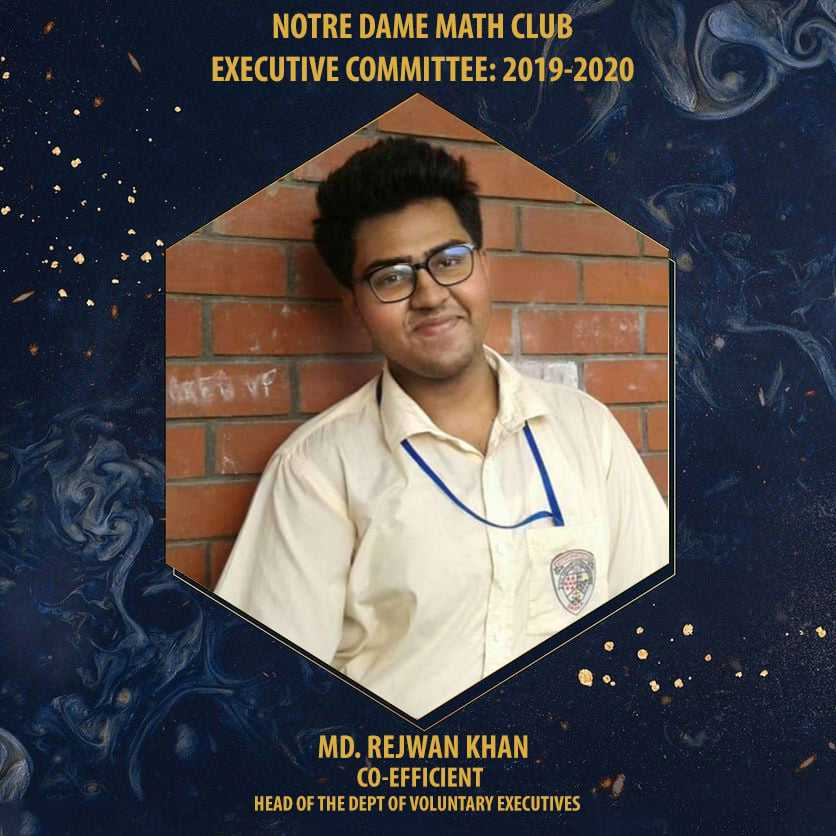 NOTRE DAME MATH CLUB
EXECUTIVE COMMITTEE: 2019-2020
MD. REJWAN KHAN
CO-EFFICIENT
HEAD OF THE DEPT OF VOLUNTARY EXECUTIVES